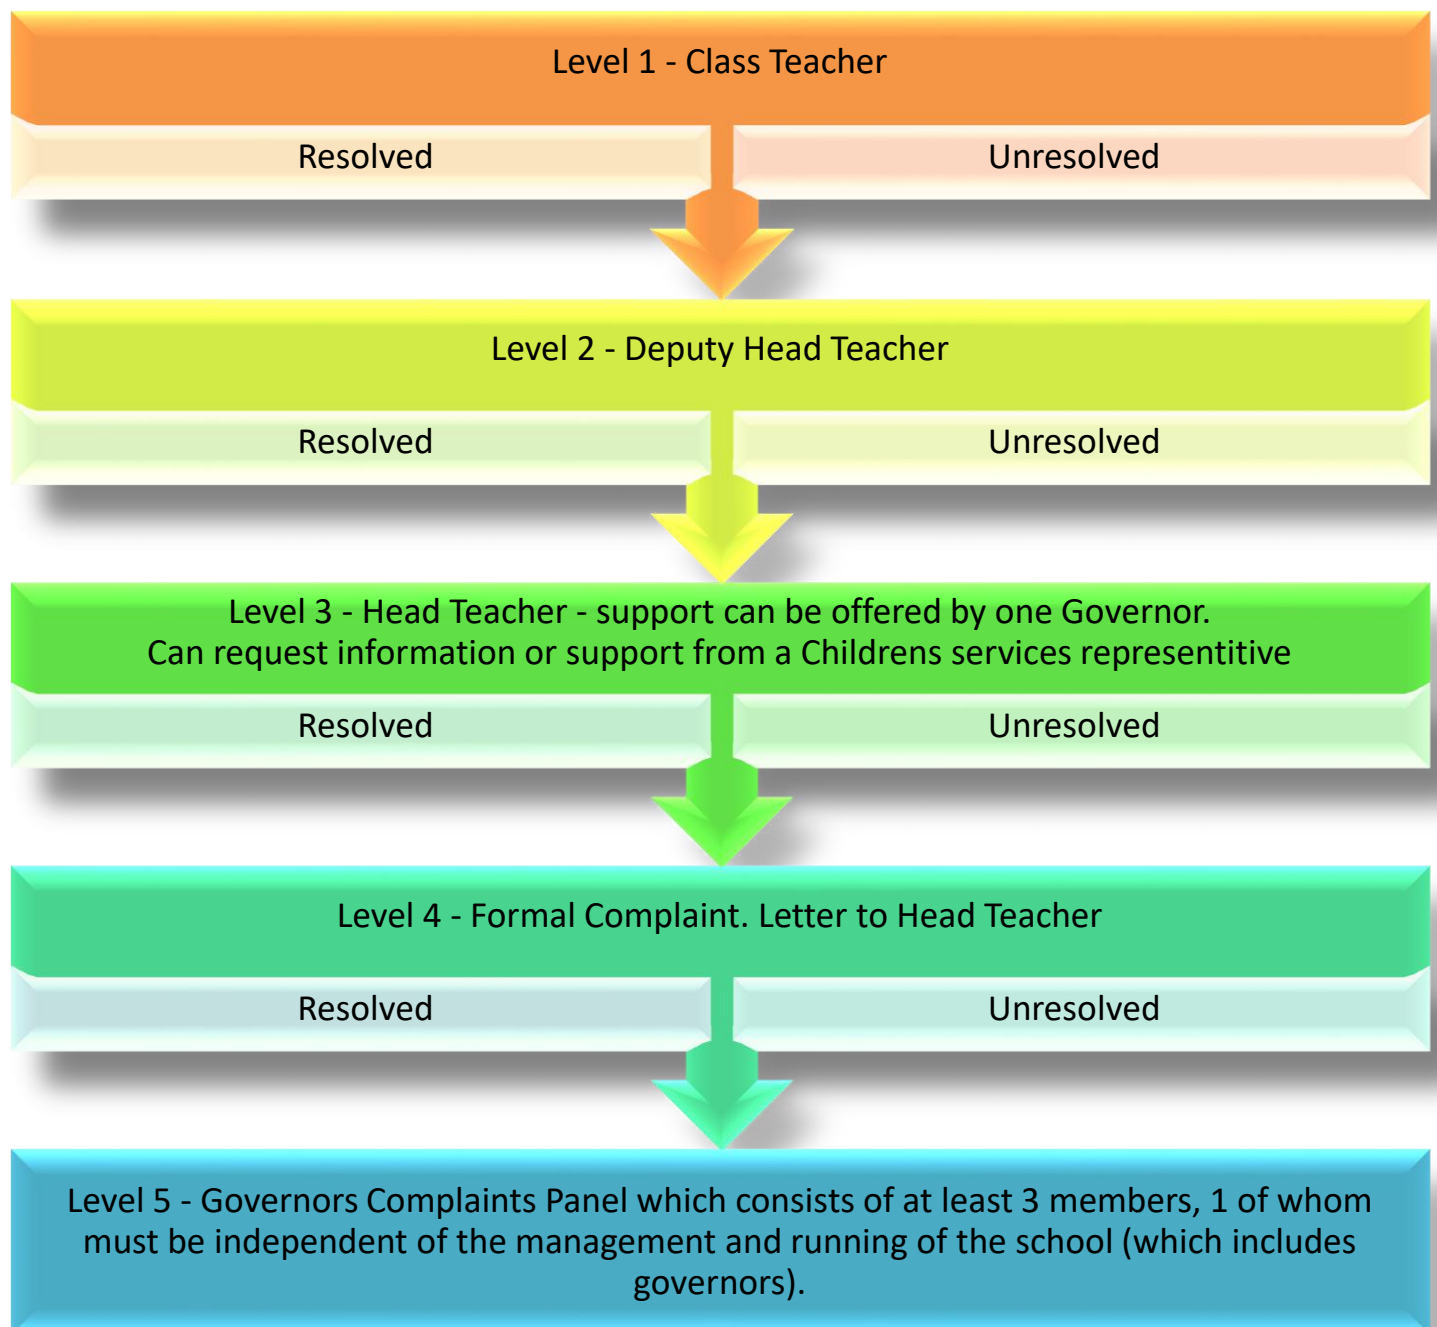 Level 1 - Class Teacher
Resolved
Unresolved
Level 2 - Deputy Head Teacher
Resolved
Unresolved
Level 3 - Head Teacher - support can be offered by one Governor.
Can request information or support from a Childrens services representitive
Resolved
Unresolved
Level 4 - Formal Complaint. Letter to Head Teacher
Resolved
Unresolved
Level 5 - Governors Complaints Panel which consists of at least 3 members, 1 of whom
must be independent of the management and running of the school (which includes
governors).